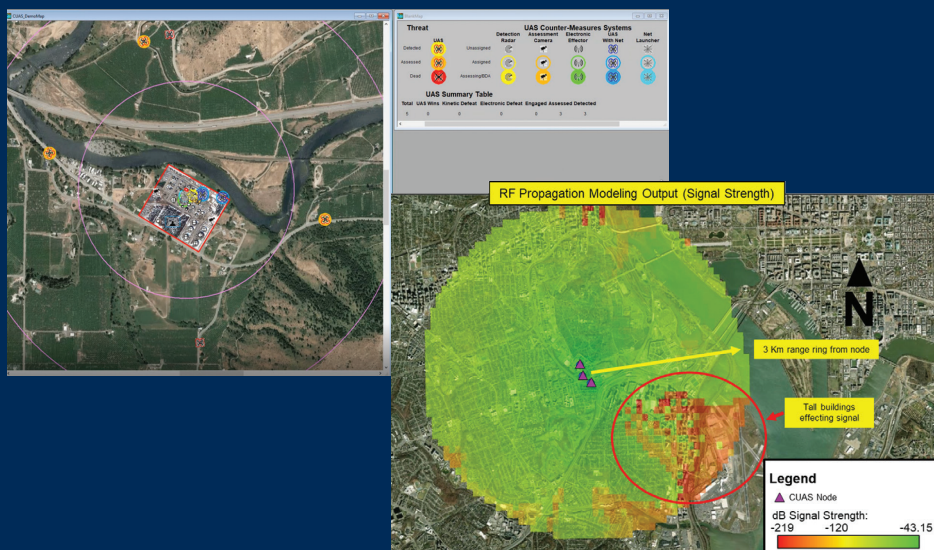 CUAS_DemoMap
Threat
UAS Counter-Measures Systems
UAS
Detection Radar
Assessment Camera
Electronic Effector
UAS With Net
Net Launcher
Detected
Unassigned
Assessed
Assigned
Dead
Assessing/BDA
UAS Summary Table
Total UAS Wins Kinetic Defeat Electronic Defeat Engaged Assessed Detected
RF Propagation Modeling Output (Signal Strength)
N
3 Km range ring from node
Tall buildings
effecting signal
Legend
CUAS Node
dB Signal Strength:
-219 -120 -43.15